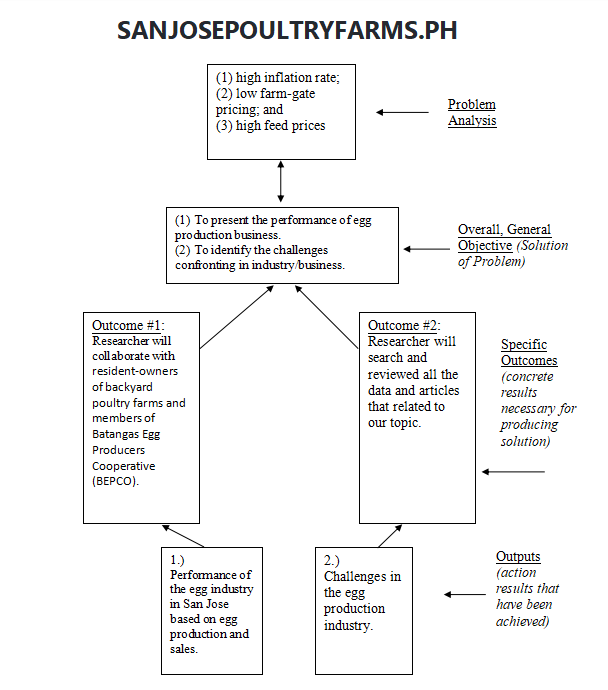 SANJOSEPOULTRYFARMS.PH
(1) high inflation rate;
(2) low farm-gate
pricing; and
(3) high feed prices
Problem
Analysis
(1) To present the performance of egg
production business.
(2) To identify the challenges
confronting in industry/business.
Overall, General
Objective (Solution
of Problem)
Outcome #1:
Researcher will
collaborate with
resident-owners
of backyard
poultry farms and
members of
Batangas Egg
Producers
Cooperative
(BEPCO).
Outcome #2:
Researcher will
search and
reviewed all the
data and articles
that related to
our topic.
Specific
Outcomes
(concrete
results
necessary for
producing
solution)
1.)
Performance of
the egg industry
in San Jose
based on egg
production and
sales.
2.)
Challenges in
the egg
production
industry.
Outputs
(action
results that
have been
achieved)